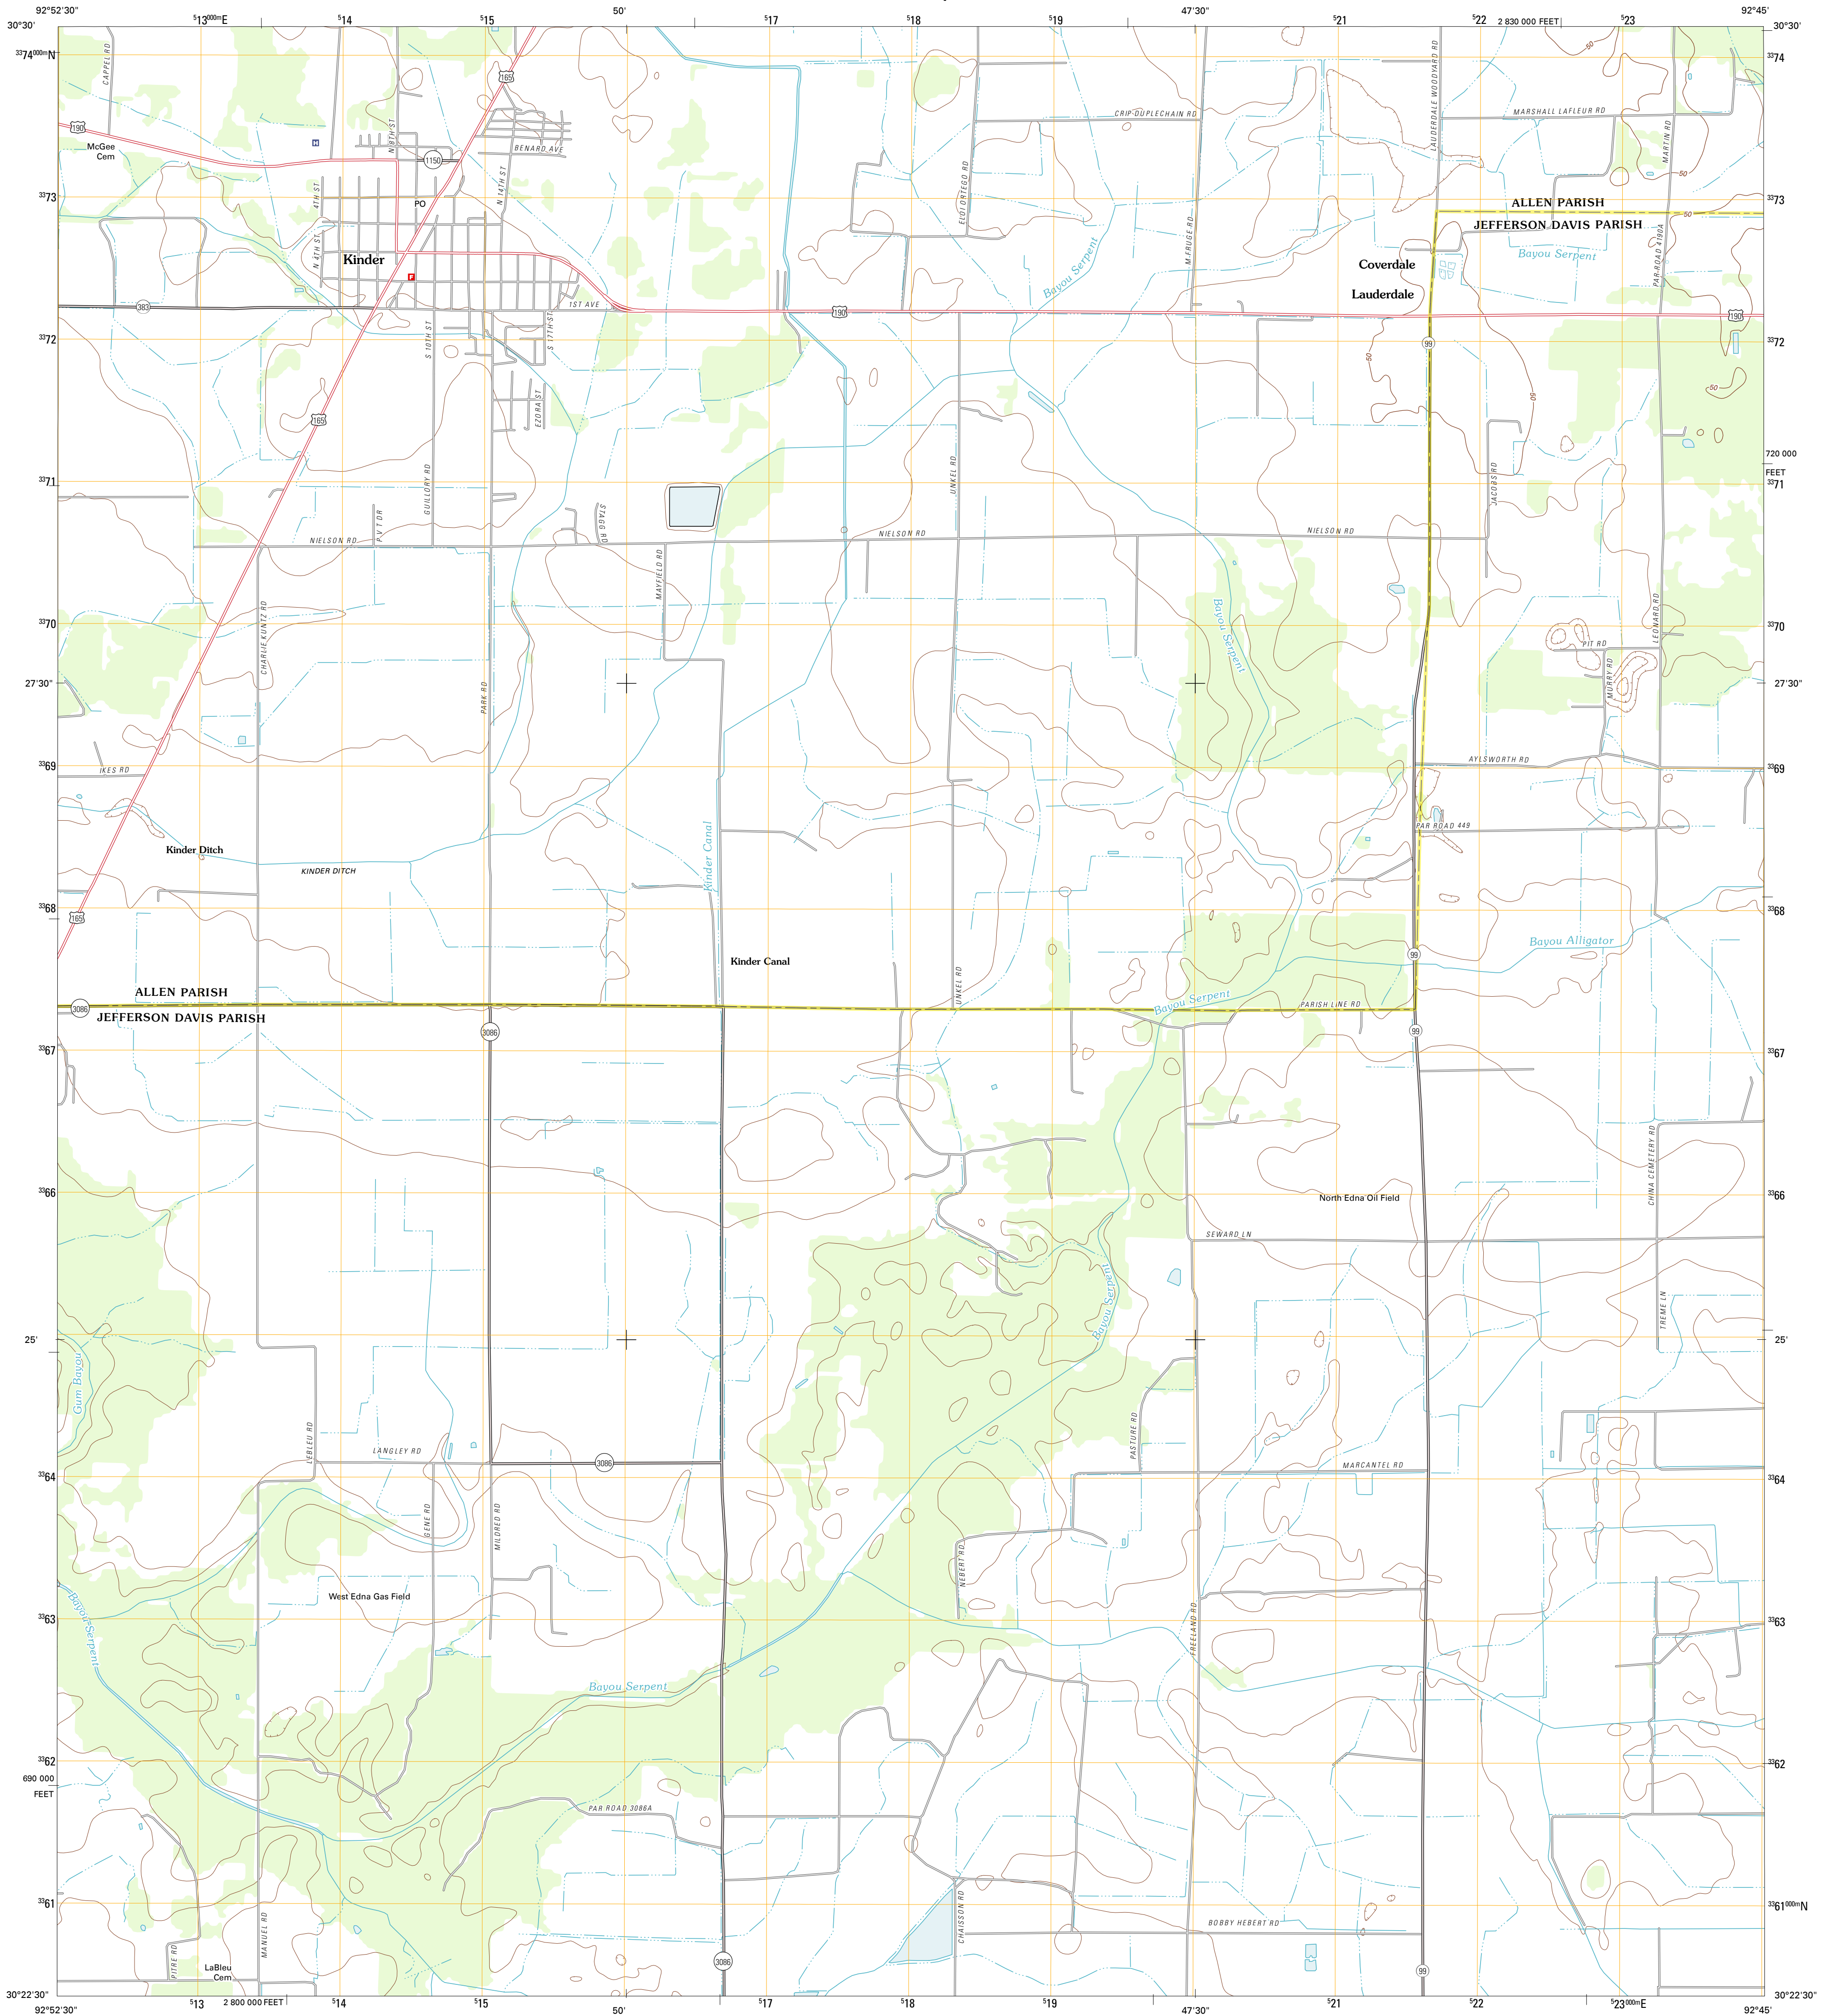 92°52'30"
⁵13⁰⁰⁰ᵐE
⁵14
⁵15
50'
⁵17
⁵18
⁵19
47'30"
⁵21
⁵22
2 830 000 FEET
⁵23
92°45'
30°30'
30°30'
³³74⁰⁰⁰ᵐN
³³74
CAPPEL RD
165
LAUDERDALE WOODYARD RD
MARSHALL LAFLEUR RD
50
CRIP-DUPLECHAIN RD
190
McGee
Cem
H
N 8TH ST
1150
BENARD AVE
MARTIN RD
50
³³73
³³73
4TH ST
PO
N 14TH ST
ELOI ORTEGO RD
M FRUGE RD
ALLEN PARISH
JEFFERSON DAVIS PARISH
50
PAR ROAD 4190A
N 4TH ST
Kinder
F
Bayou Serpent
Coverdale
Bayou Serpent
Lauderdale
383
1ST AVE
190
190
³³72
³³72
S 10TH ST
S 17TH ST
99
50
50
50
EZORA ST
165
720 000
FEET
³³71
³³71
GUILLORY RD
UNKEL RD
JACOBS RD
P V T DR
STAGG RD
NIELSON RD
NIELSON RD
NIELSON RD
MAYFIELD RD
CHARLIE KUNTZ RD
Bayou Serpent
LEONARD RD
³³70
³³70
PIT RD
MURRY RD
27'30"
27'30"
PARK RD
³³69
³³69
IKES RD
AYLSWORTH RD
PAR ROAD 449
Kinder Ditch
KINDER DITCH
Kinder Canal
³³68
³³68
165
Bayou Alligator
99
Kinder Canal
UNKEL RD
ALLEN PARISH
3086
JEFFERSON DAVIS PARISH
3086
Bayou Serpent
PARISH LINE RD
99
³³67
³³67
CHINA CEMETERY RD
³³66
³³66
North Edna Oil Field
SEWARD LN
Bayou Serpent
TREME LN
25'
25'
Gum Bayou
LEBLEU RD
LANGLEY RD
PASTURE RD
3086
MARCANTEL RD
³³64
³³64
GENE RD
MILDRED RD
NEBERT RD
West Edna Gas Field
Bayou Serpent
³³63
³³63
FREELAND RD
Bayou Serpent
³³62
³³62
690 000
FEET
PAR ROAD 3086A
³³61
³³61⁰⁰⁰ᵐN
MANUEL RD
CHAISSON RD
BOBBY HEBERT RD
PITRE RD
3086
LaBleu
Cem
99
30°22'30"
30°22'30"
92°52'30"
⁵13
2 800 000 FEET
⁵14
⁵15
50'
⁵17
⁵18
⁵19
47'30"
⁵21
⁵22
⁵23⁰⁰⁰ᵐE
92°45'